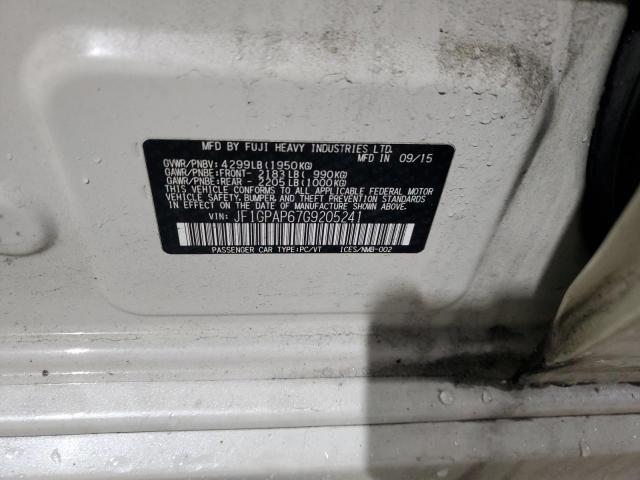 MFD BY FUJI HEAVY INDUSTRIES LTD.
GVWR/PNBV: 4299LB(1950KG) MFD IN 09/15
GAWR/PNBE:FRONT- 2183LB( 990KG)
GAWR/PNBE:REAR - 2205LB(1000KG)
THIS VEHICLE CONFORMS TO ALL APPLICABLE FEDERAL MOTOR
VEHICLE SAFETY, BUMPER, AND THEFT PREVENTION STANDARDS
IN EFFECT ON THE DATE OF MANUFACTURE SHOWN ABOVE.
VIN: JF1GPAP67G9205241
PASSENGER CAR TYPE:PC/VT ICES/NMB-002